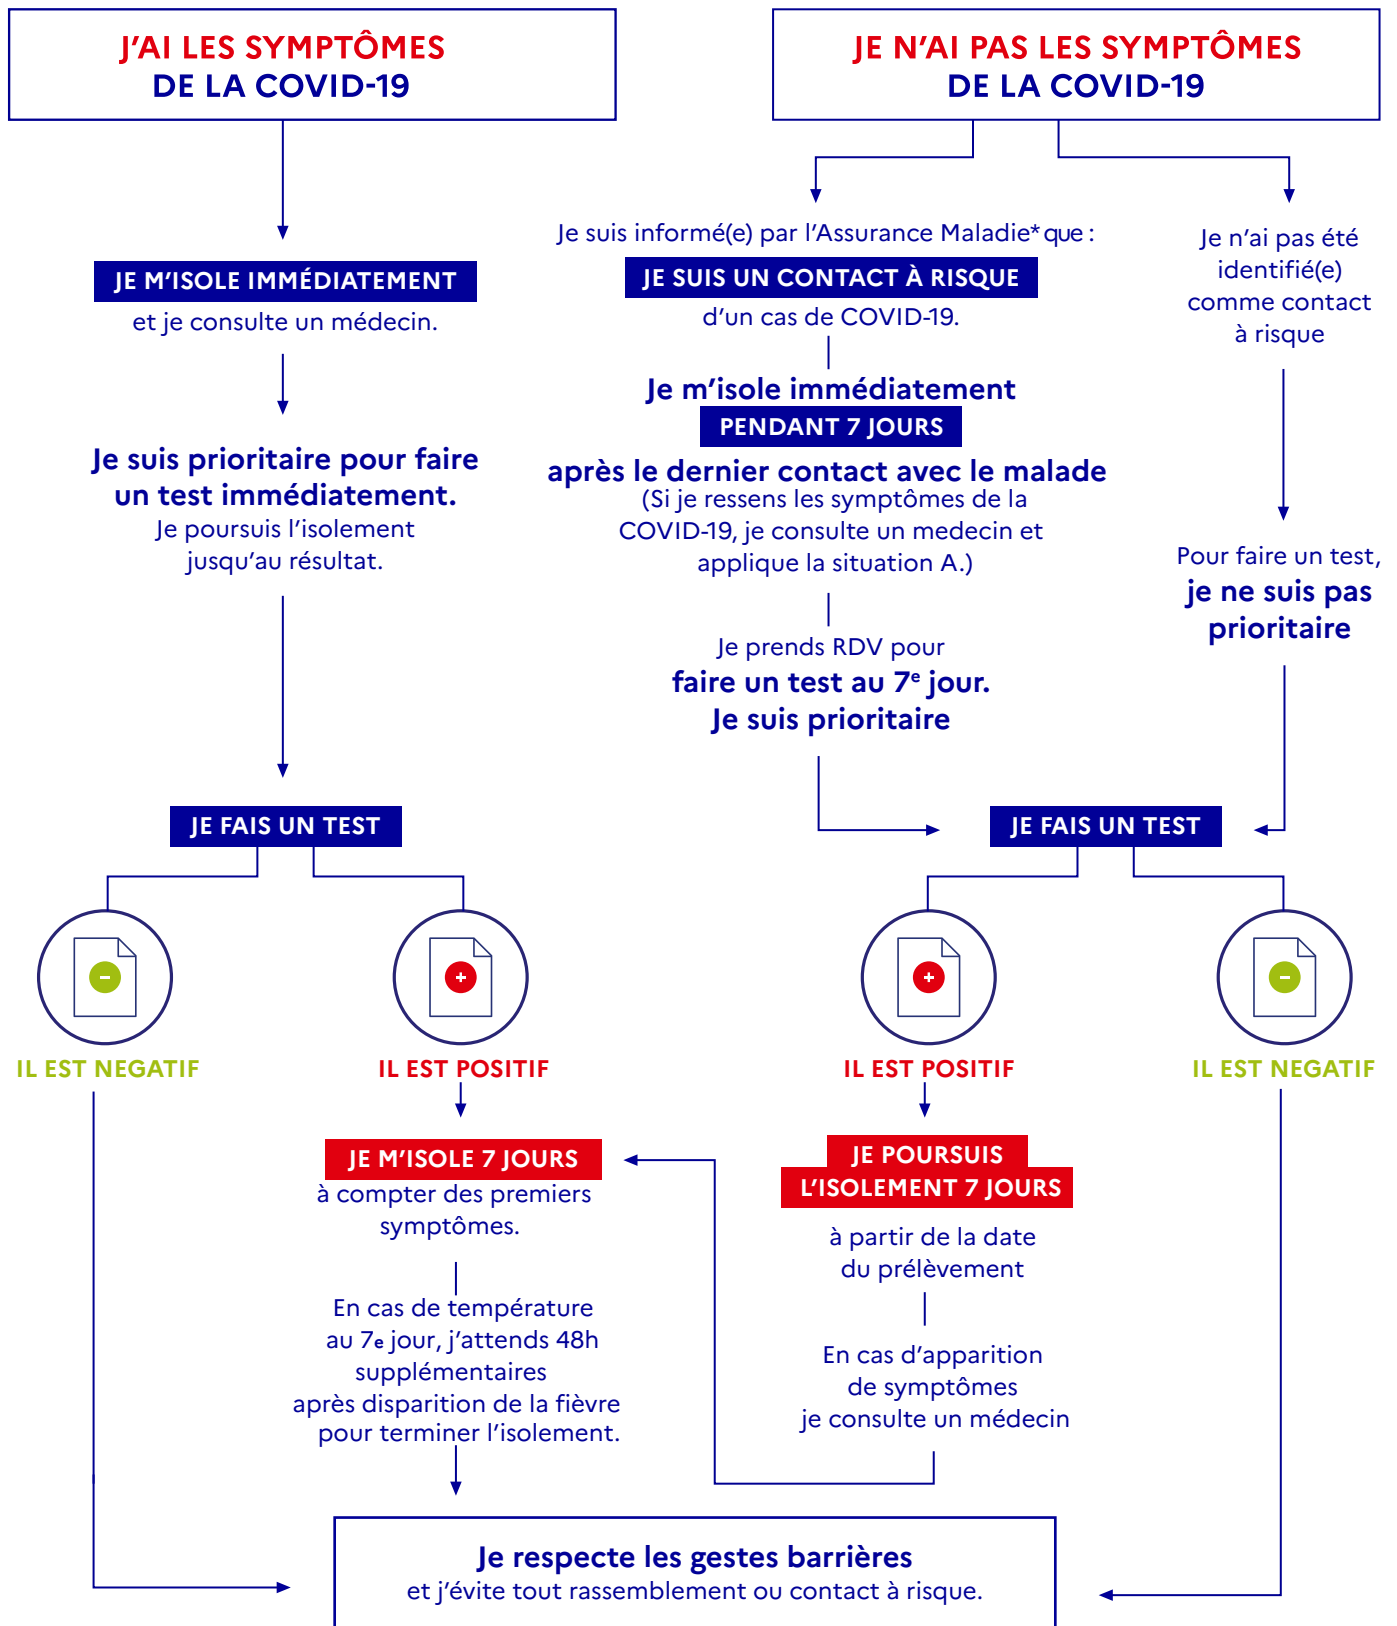 J'AI LES SYMPTÔMES
DE LA COVID-19
JE M'ISOLE IMMÉDIATEMENT
et je consulte un médecin.
Je suis prioritaire pour faire
un test immédiatement.
Je poursuis l'isolement
jusqu'au résultat.
JE FAIS UN TEST
-
IL EST NEGATIF
+
IL EST POSITIF
JE M'ISOLE 7 JOURS
à compter des premiers
symptômes.
En cas de température
au 7e jour, j'attends 48h
supplémentaires
après disparition de la fièvre
pour terminer l'isolement.
JE N'AI PAS LES SYMPTÔMES
DE LA COVID-19
Je suis informé(e) par l'Assurance Maladie* que :
JE SUIS UN CONTACT À RISQUE
d'un cas de COVID-19.
Je m'isole immédiatement
PENDANT 7 JOURS
après le dernier contact avec le malade
(Si je ressens les symptômes de la
COVID-19, je consulte un medecin et
applique la situation A.)
Je prends RDV pour
faire un test au 7e jour.
Je suis prioritaire
Je n'ai pas été
identifié(e)
comme contact
à risque
Pour faire un test,
je ne suis pas
prioritaire
JE FAIS UN TEST
+
IL EST POSITIF
JE POURSUIS
L'ISOLEMENT 7 JOURS
à partir de la date
du prélèvement
En cas d'apparition
de symptômes
je consulte un médecin
-
IL EST NEGATIF
Je respecte les gestes barrières
et j'évite tout rassemblement ou contact à risque.